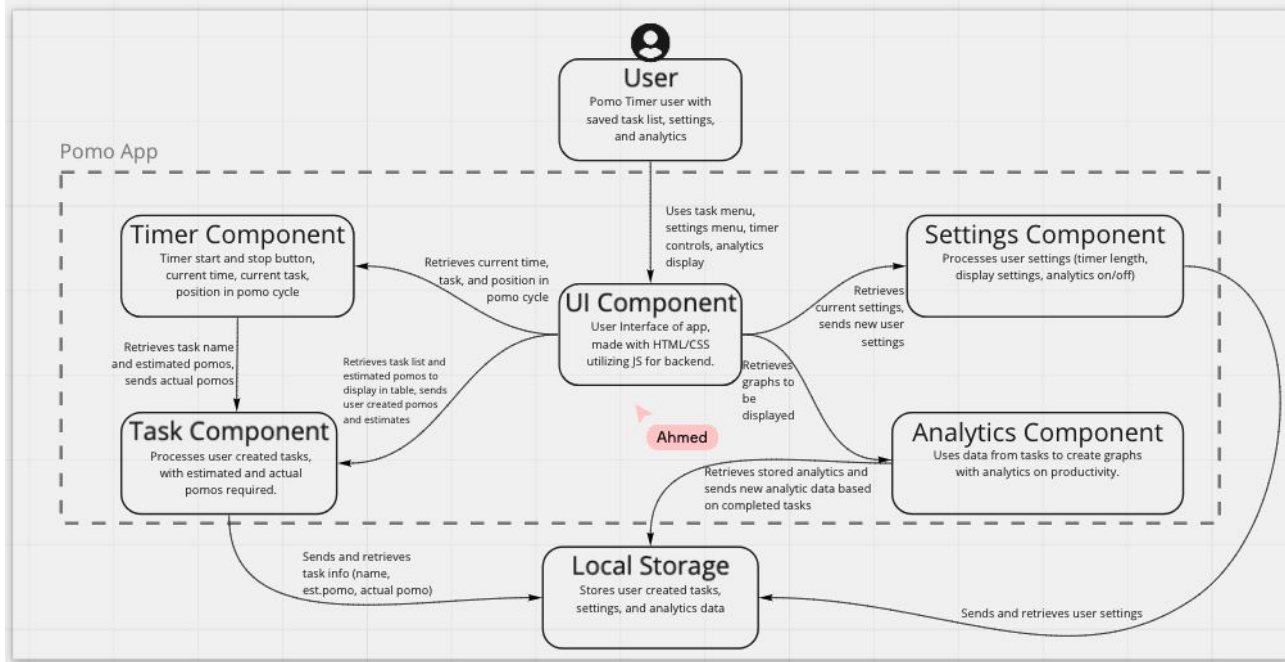 User
Pomo Timer user with
saved task list, settings,
and analytics
Pomo App
Uses task menu,
settings menu, timer
controls, analytics
display
Timer Component
Timer start and stop button,
current time, current task,
position in pomo cycle
Retrieves current time,
task, and position in
pomo cycle
UI Component
User Interface of app,
made with HTML/CSS
utilizing JS for backend.
Settings Component
Processes user settings (timer length,
display settings, analytics on/off)
Retrieves
current settings,
sends new user
settings
Retrieves task name
and estimated pomos,
sends actual pomos
Retrieves task list and
estimated pomos to
display in table, sends
user created pomos
and estimates
Retrieves
graphs to
be
displayed
Ahmed
Task Component
Processes user created tasks,
with estimated and actual
pomos required.
Analytics Component
Uses data from tasks to create graphs
with analytics on productivity.
Retrieves stored analytics and
sends new analytic data based
on completed tasks
Sends and retrieves
task info (name,
est.pomo, actual pomo)
Local Storage
Stores user created tasks,
settings, and analytics data
Sends and retrieves user settings